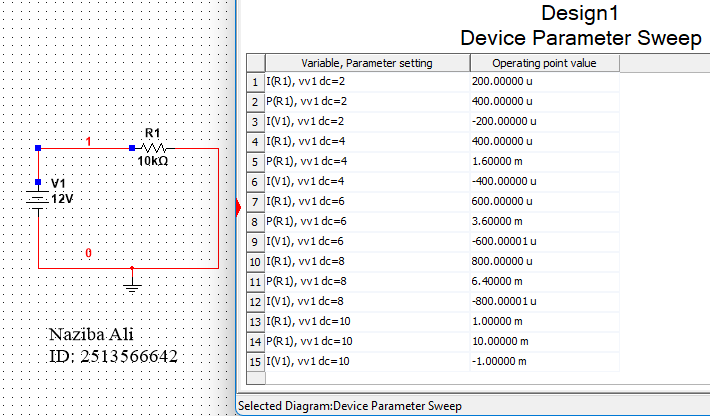 Design1
Device Parameter Sweep
Variable, Parameter setting Operating point value
1 I(R1), vv1 dc=2 200.00000 u
2 P(R1), vv1 dc=2 400.00000 u
3 I(V1), vv1 dc=2 -200.00000 u
4 I(R1), vv1 dc=4 400.00000 u
5 P(R1), vv1 dc=4 1.60000 m
6 I(V1), vv1 dc=4 -400.00000 u
7 I(R1), vv1 dc=6 600.00000 u
8 P(R1), vv1 dc=6 3.60000 m
9 I(V1), vv1 dc=6 -600.00001 u
10 I(R1), vv1 dc=8 800.00000 u
11 P(R1), vv1 dc=8 6.40000 m
12 I(V1), vv1 dc=8 -800.00001 u
13 I(R1), vv1 dc=10 1.00000 m
14 P(R1), vv1 dc=10 10.00000 m
15 I(V1), vv1 dc=10 -1.00000 m
Selected Diagram:Device Parameter Sweep
R1
1
10kΩ
V1
12V
0
Naziba Ali
ID: 2513566642